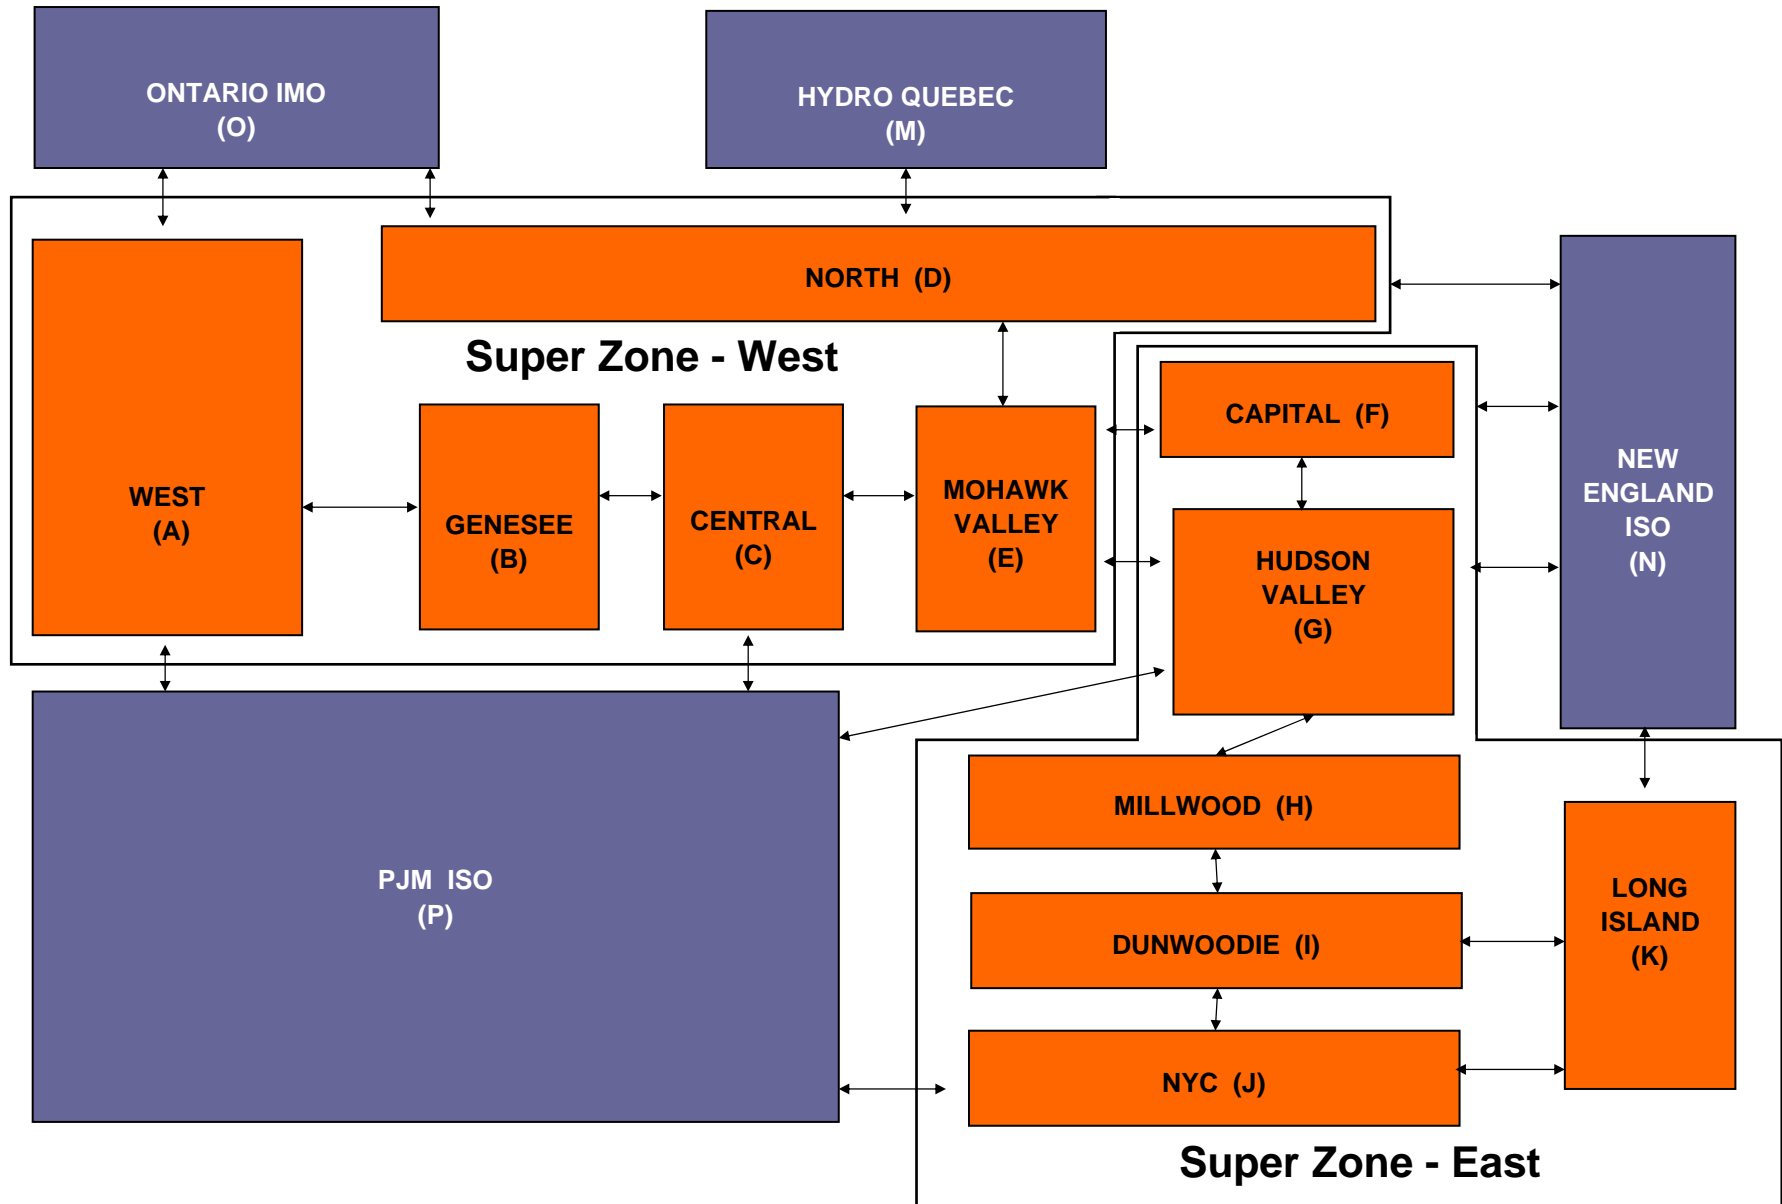 ONTARIO IMO
(O)
HYDRO QUEBEC
(M)
NORTH (D)
Super Zone - West
WEST
(A)
GENESEE
(B)
CENTRAL
(C)
MOHAWK
VALLEY
(E)
CAPITAL (F)
HUDSON
VALLEY
(G)
NEW
ENGLAND
ISO
(N)
PJM ISO
(P)
MILLWOOD (H)
DUNWOODIE (I)
NYC (J)
LONG
ISLAND
(K)
Super Zone - East